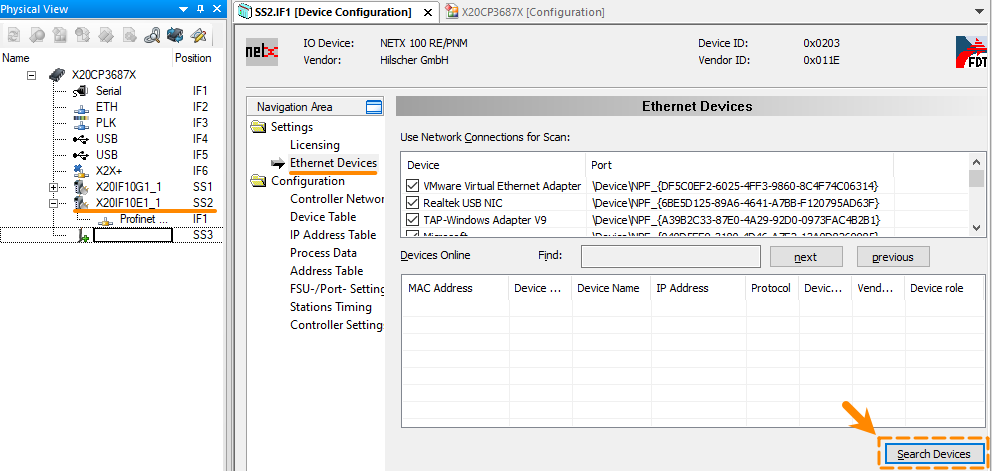 Physical View
Name Position
X20CP3687X
Serial IF1
ETH IF2
PLK IF3
USB IF4
USB IF5
X2X+ IF6
X20IF10G1_1 SS1
X20IF10E1_1 SS2
Profinet ... IF1
SS3
SS2.IF1 [Device Configuration]
X20CP3687X [Configuration]
netx
IO Device: NETX 100 RE/PNM
Vendor: Hilscher GmbH
Device ID: 0x0203
Vendor ID: 0x011E
FDT
Navigation Area
Settings
Licensing
Ethernet Devices
Configuration
Controller Networ
Device Table
IP Address Table
Process Data
Address Table
FSU-/Port- Setting
Stations Timing
Controller Setting
Ethernet Devices
Use Network Connections for Scan:
Device Port
VMware Virtual Ethernet Adapter \Device\NPF_{DF5C0EF2-6025-4FF3-9860-8C4F74C06314}
Realtek USB NIC \Device\NPF_{6BE5D125-89A6-4641-A7BB-F120795AD63F}
TAP-Windows Adapter V9 \Device\NPF_{A39B2C33-87E0-4A29-92D0-0973FAC4B2B1}
Microsoft
Devices Online Find: next previous
MAC Address Device ... Device Name IP Address Protocol Devic... Vend... Device role
Search Devices